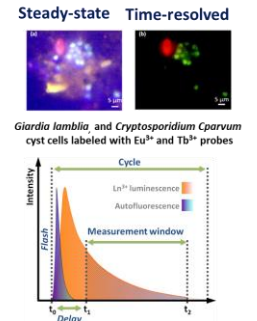 Steady-state Time-resolved
(a) (b)
5 µm 5 µm
Giardia lamblia, and Cryptosporidium Cparvum
cyst cells labeled with Eu³⁺ and Tb³⁺ probes
Cycle
Intensity
Ln³⁺ luminescence
Autofluorescence
Flash
Measurement window
t₀ t₁ t₂
Delay